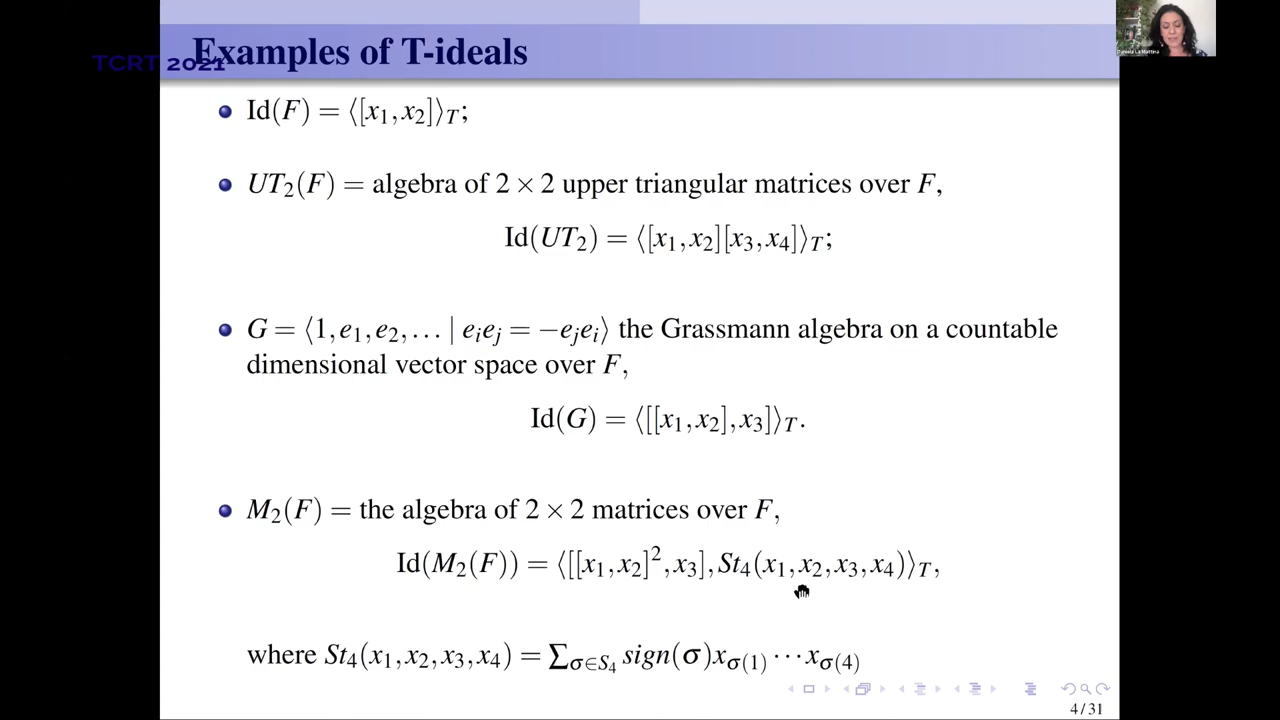 TCRT 2021
Examples of T-ideals
Daniela La Mattina
Id(F) = ⟨[x₁, x₂]⟩_T;
UT₂(F) = algebra of 2 × 2 upper triangular matrices over F,
Id(UT₂) = ⟨[x₁, x₂][x₃, x₄]⟩_T;
G = ⟨1, e₁, e₂, … | eᵢeⱼ = −eⱼeᵢ⟩ the Grassmann algebra on a countable
dimensional vector space over F,
Id(G) = ⟨[[x₁, x₂], x₃]⟩_T.
M₂(F) = the algebra of 2 × 2 matrices over F,
Id(M₂(F)) = ⟨[[x₁, x₂]², x₃], St₄(x₁, x₂, x₃, x₄)⟩_T,
where St₄(x₁, x₂, x₃, x₄) = ∑_{σ∈S₄} sign(σ)x_{σ(1)} ⋯ x_{σ(4)}
4 / 31